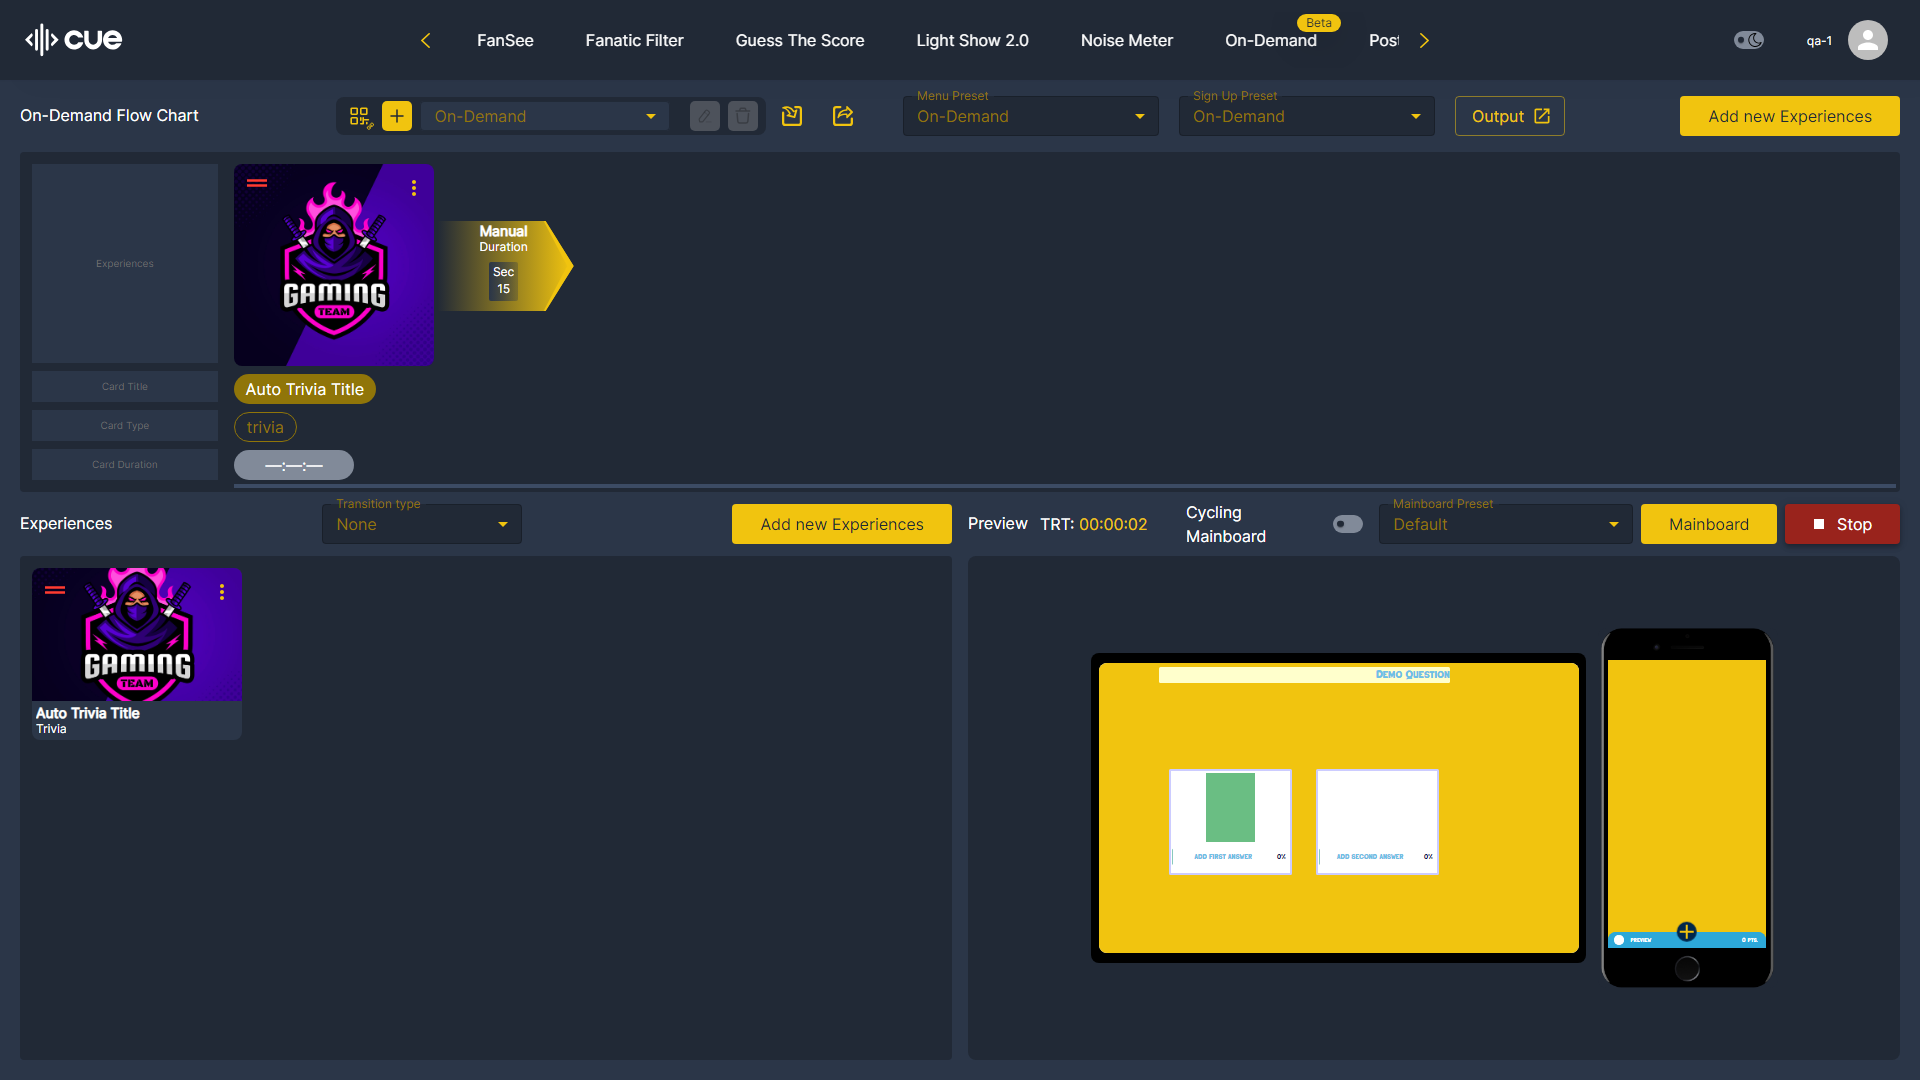 cue
FanSee
Fanatic Filter
Guess The Score
Light Show 2.0
Noise Meter
On-Demand
Beta
Pos
qa-1
On-Demand Flow Chart
On-Demand
Menu Preset
On-Demand
Sign Up Preset
On-Demand
Output
Add new Experiences
Experiences
Card Title
Card Type
Card Duration
GAMING
TEAM
Manual
Duration
Sec
15
Auto Trivia Title
trivia
—:—:—
Experiences
Transition type
None
Add new Experiences
Preview
TRT: 00:00:02
Cycling
Mainboard
Mainboard Preset
Default
Mainboard
Stop
GAMING
TEAM
Auto Trivia Title
Trivia
Demo Question
ADD FIRST ANSWER
0%
ADD SECOND ANSWER
0%
PREVIEW
0 PTS.